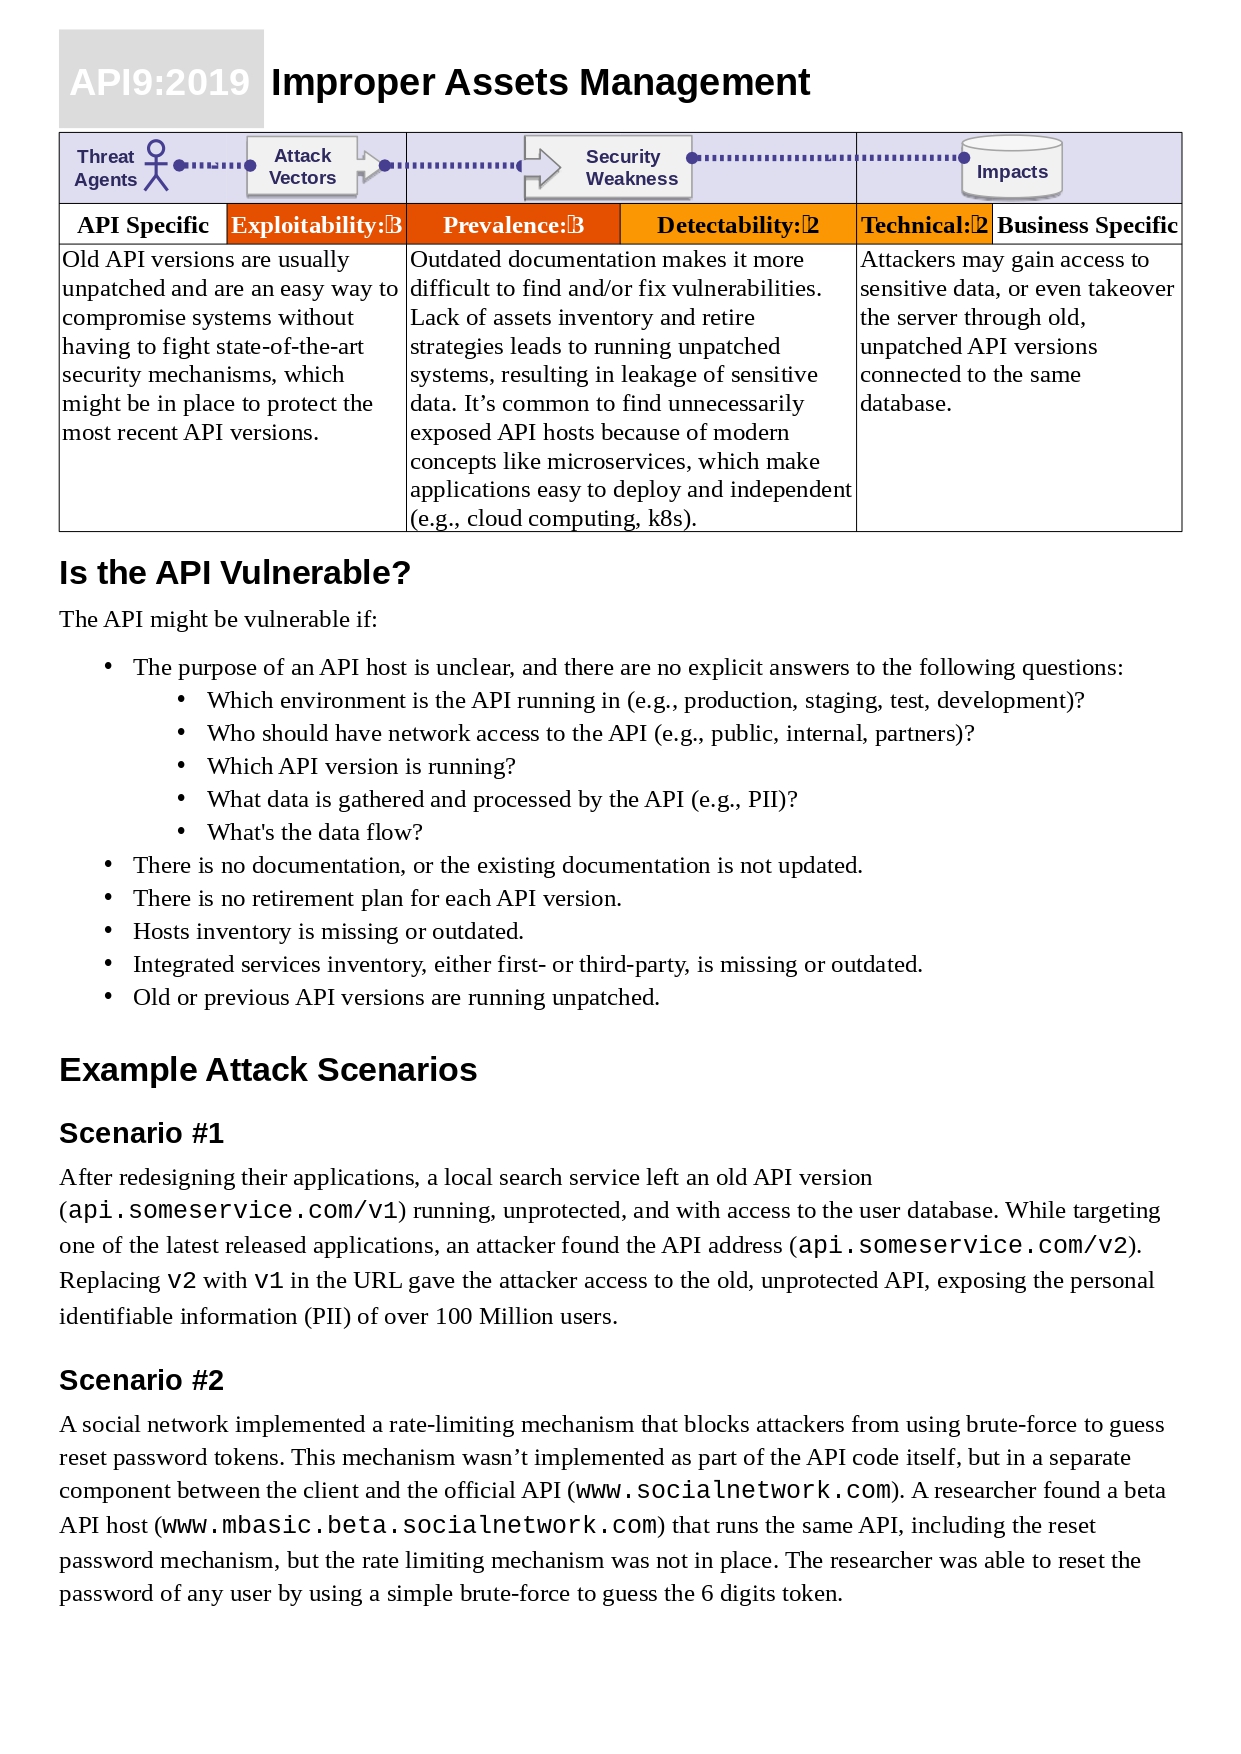 API9:2019 Improper Assets Management
Threat Agents
Attack Vectors
Security Weakness
Impacts
API Specific Exploitability: 3 Prevalence: 3 Detectability: 2 Technical: 2 Business Specific
Old API versions are usually
unpatched and are an easy way to
compromise systems without
having to fight state-of-the-art
security mechanisms, which
might be in place to protect the
most recent API versions.
Outdated documentation makes it more
difficult to find and/or fix vulnerabilities.
Lack of assets inventory and retire
strategies leads to running unpatched
systems, resulting in leakage of sensitive
data. It’s common to find unnecessarily
exposed API hosts because of modern
concepts like microservices, which make
applications easy to deploy and independent
(e.g., cloud computing, k8s).
Attackers may gain access to
sensitive data, or even takeover
the server through old,
unpatched API versions
connected to the same
database.
Is the API Vulnerable?
The API might be vulnerable if:
• The purpose of an API host is unclear, and there are no explicit answers to the following questions:
• Which environment is the API running in (e.g., production, staging, test, development)?
• Who should have network access to the API (e.g., public, internal, partners)?
• Which API version is running?
• What data is gathered and processed by the API (e.g., PII)?
• What's the data flow?
• There is no documentation, or the existing documentation is not updated.
• There is no retirement plan for each API version.
• Hosts inventory is missing or outdated.
• Integrated services inventory, either first- or third-party, is missing or outdated.
• Old or previous API versions are running unpatched.
Example Attack Scenarios
Scenario #1
After redesigning their applications, a local search service left an old API version
(api.someservice.com/v1) running, unprotected, and with access to the user database. While targeting
one of the latest released applications, an attacker found the API address (api.someservice.com/v2).
Replacing v2 with v1 in the URL gave the attacker access to the old, unprotected API, exposing the personal
identifiable information (PII) of over 100 Million users.
Scenario #2
A social network implemented a rate-limiting mechanism that blocks attackers from using brute-force to guess
reset password tokens. This mechanism wasn’t implemented as part of the API code itself, but in a separate
component between the client and the official API (www.socialnetwork.com). A researcher found a beta
API host (www.mbasic.beta.socialnetwork.com) that runs the same API, including the reset
password mechanism, but the rate limiting mechanism was not in place. The researcher was able to reset the
password of any user by using a simple brute-force to guess the 6 digits token.